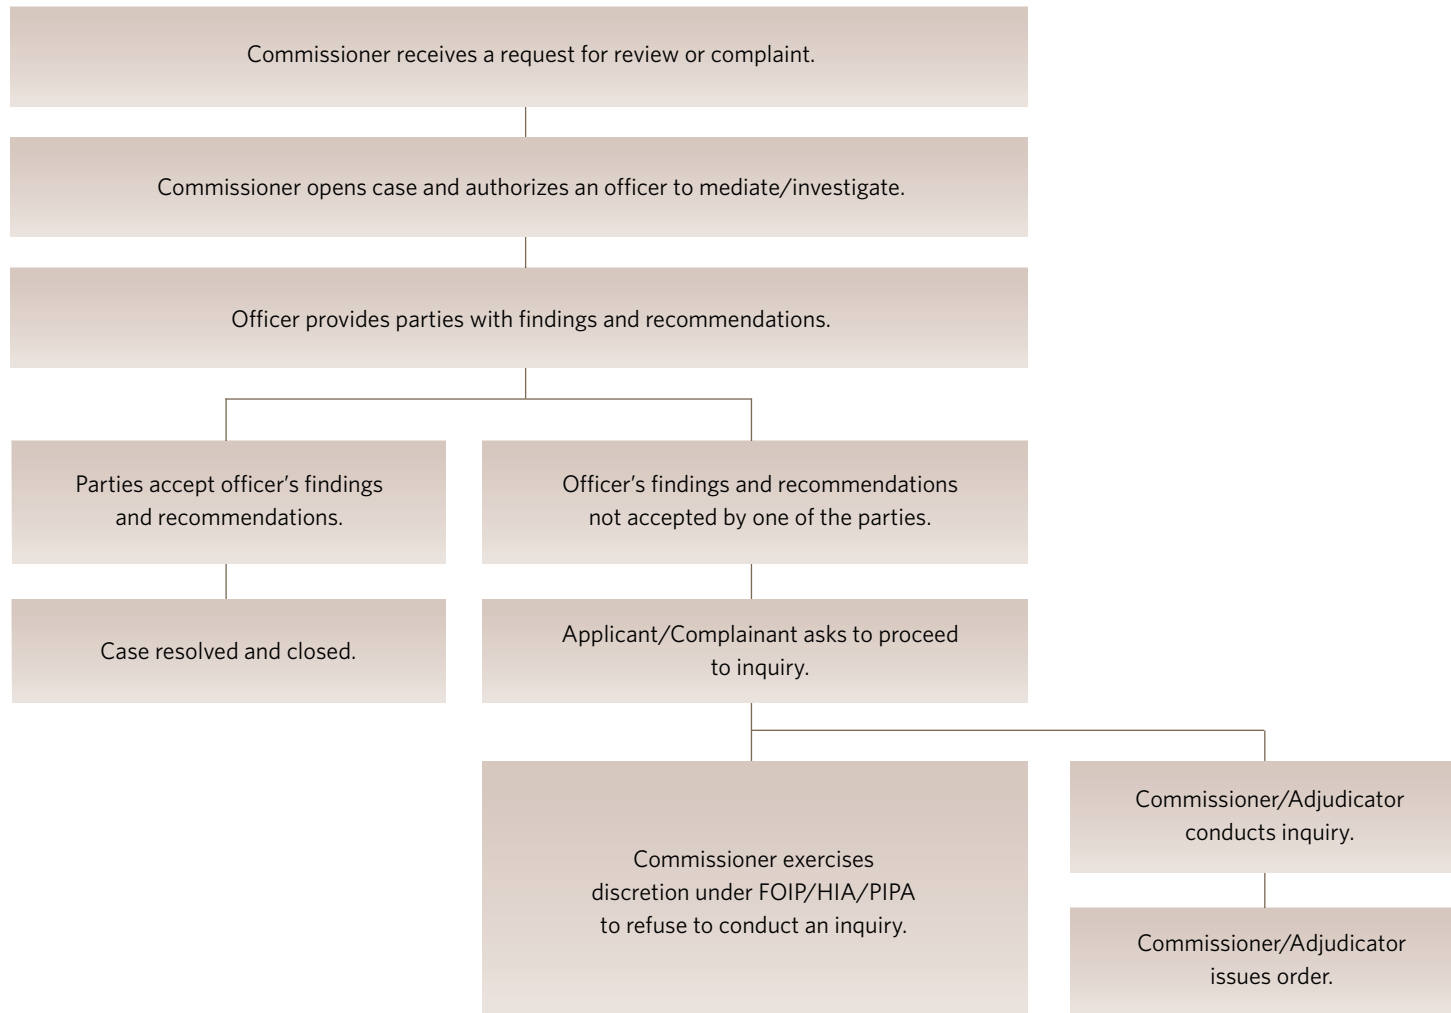 Commissioner receives a request for review or complaint.
Commissioner opens case and authorizes an officer to mediate/investigate.
Officer provides parties with findings and recommendations.
Parties accept officer’s findings
and recommendations.
Officer’s findings and recommendations
not accepted by one of the parties.
Case resolved and closed.
Applicant/Complainant asks to proceed
to inquiry.
Commissioner exercises
discretion under FOIP/HIA/PIPA
to refuse to conduct an inquiry.
Commissioner/Adjudicator
conducts inquiry.
Commissioner/Adjudicator
issues order.